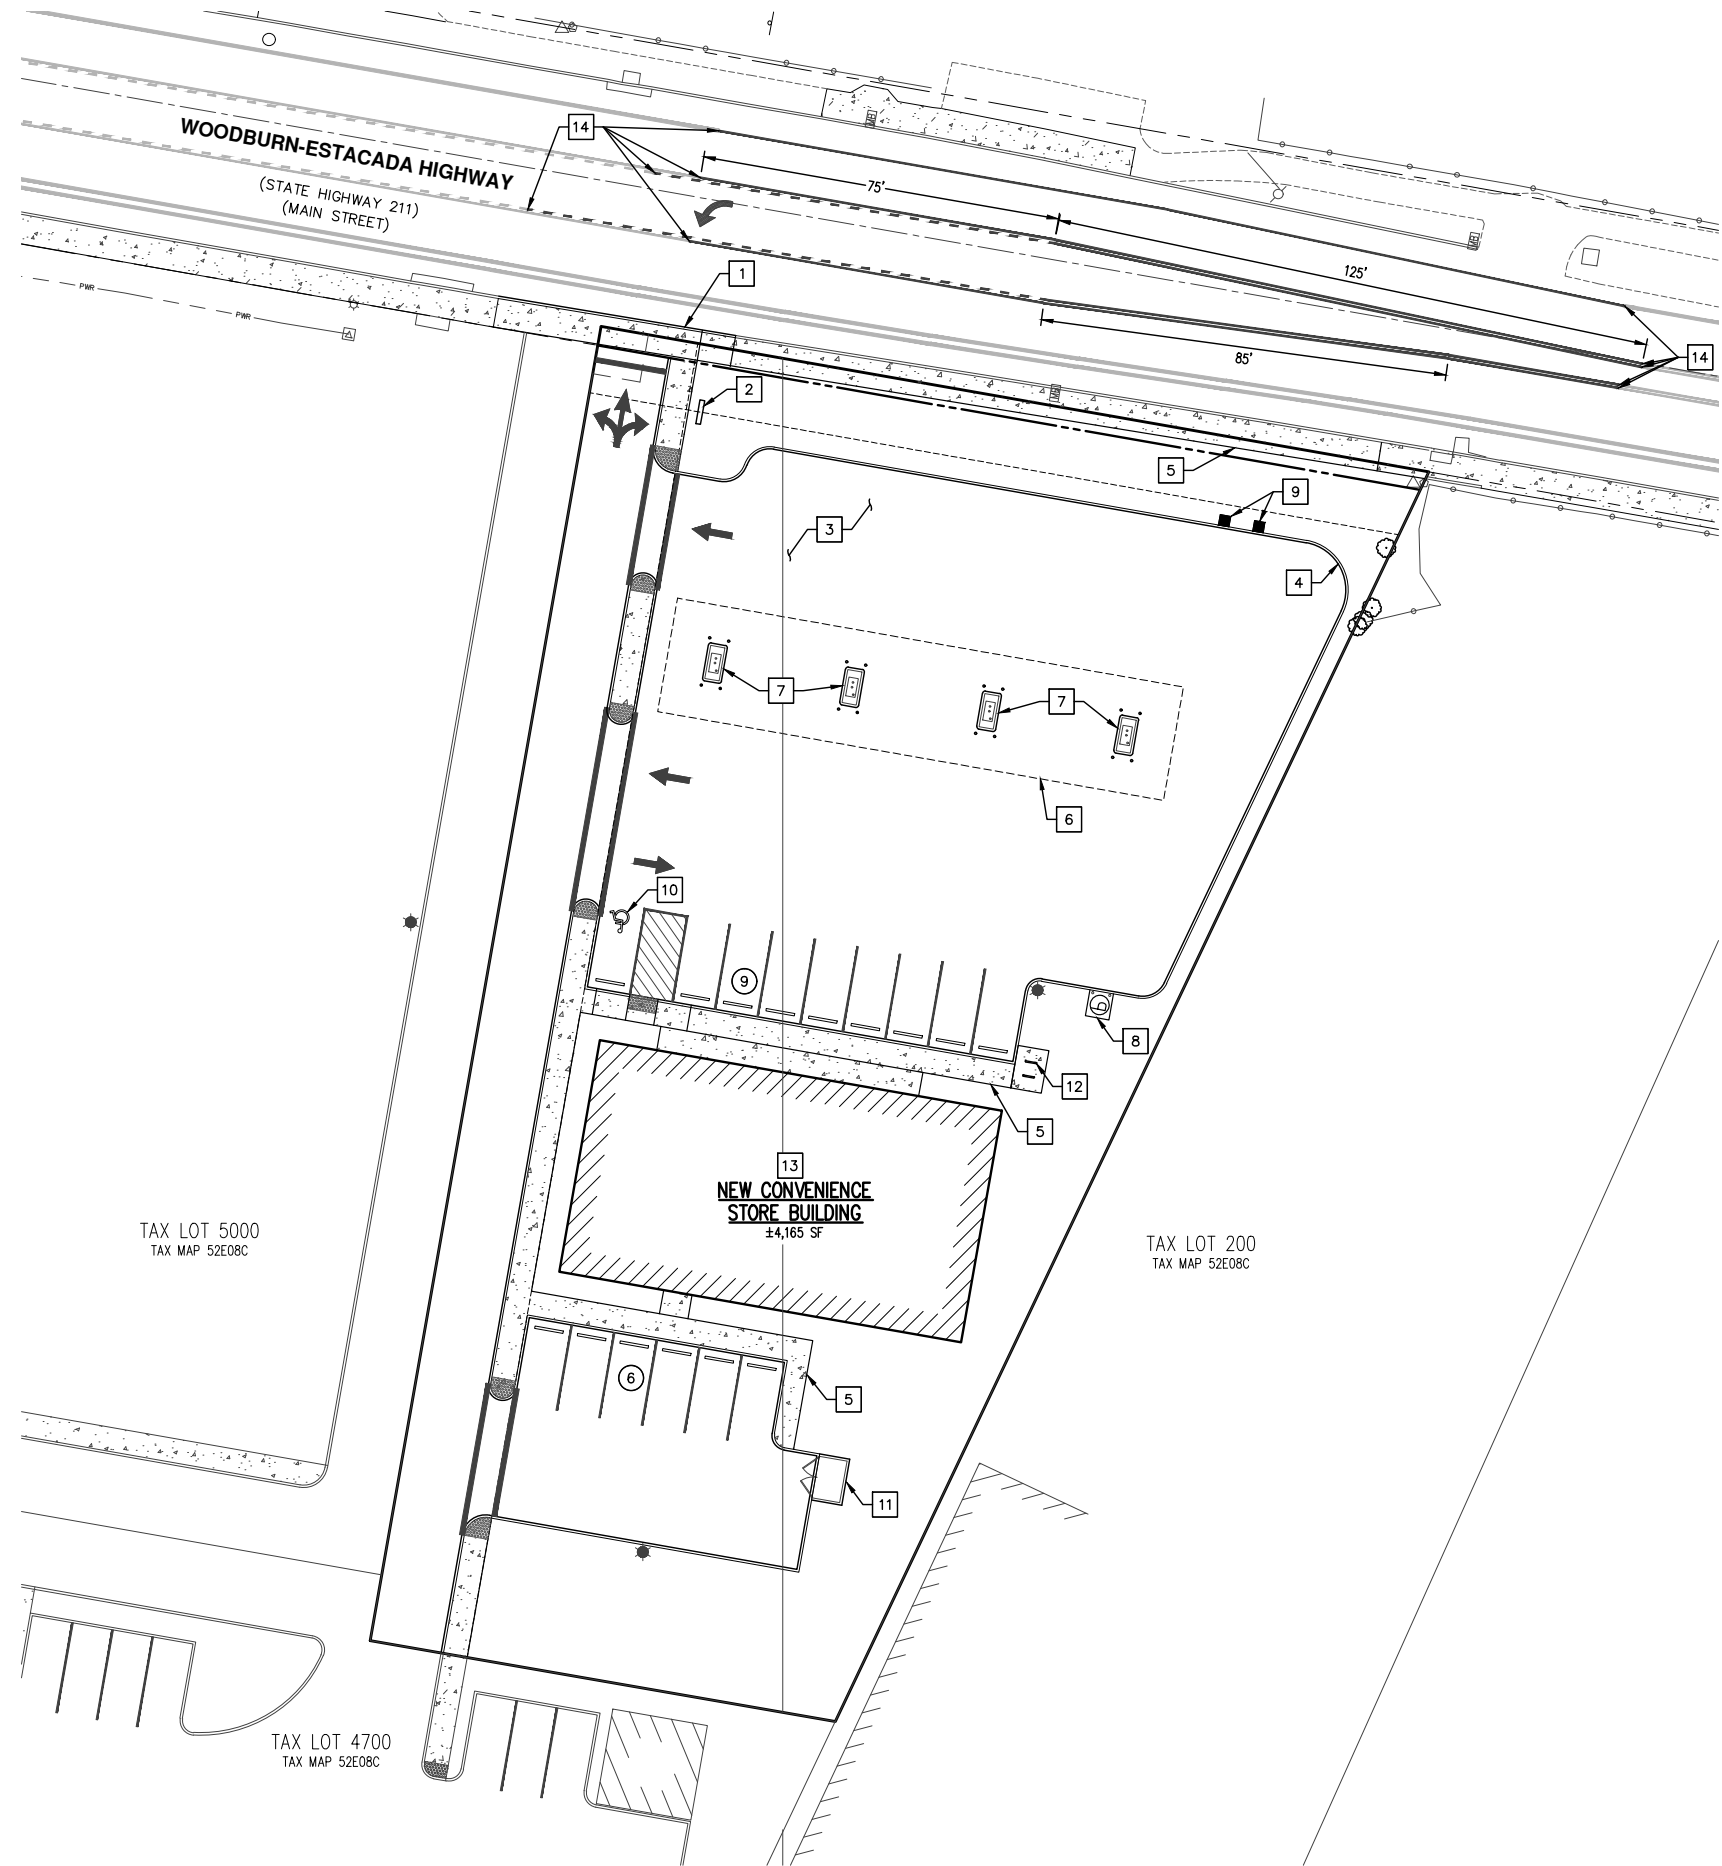 14
WOODBURN-ESTACADA HIGHWAY
(STATE HIGHWAY 211)
(MAIN STREET)
75'
125'
85'
14
PWR
PWR
1
2
5
9
3
4
7
7
6
10
9
8
12
5
13
NEW CONVENIENCE
STORE BUILDING
±4,165 SF
TAX LOT 5000
TAX MAP 52E08C
TAX LOT 200
TAX MAP 52E08C
6
5
11
TAX LOT 4700
TAX MAP 52E08C